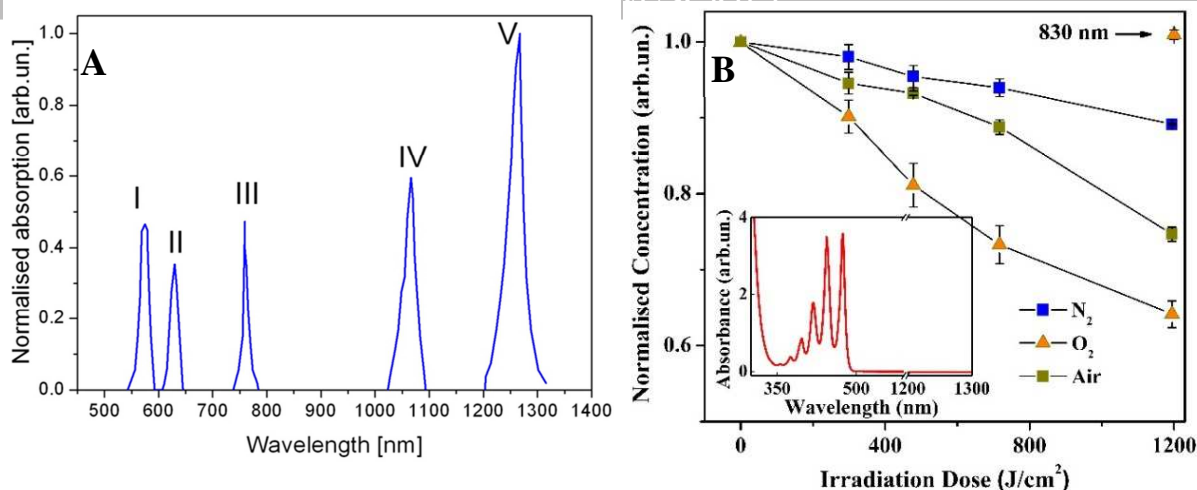 A
I
II
III
IV
V
Normalised absorption [arb.un.]
1.0
0.8
0.6
0.4
0.2
0.0
500 600 700 800 900 1000 1100 1200 1300 1400
Wavelength [nm]
B
830 nm
Normalised Concentration (arb.un.)
1.0
0.8
0.6
0 400 800 1200
Irradiation Dose (J/cm²)
N₂
O₂
Air
Absorbance (arb.un.)
4
2
0
350 500 1200 1300
Wavelength (nm)